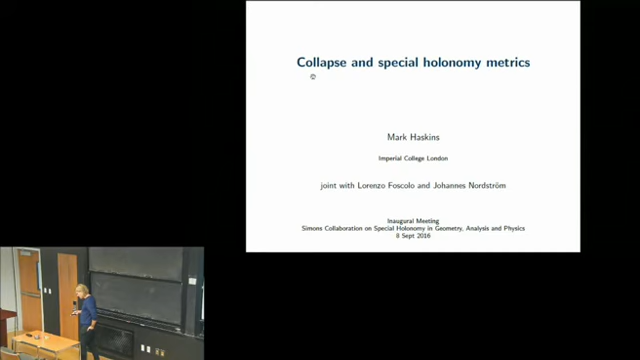 Collapse and special holonomy metrics
Mark Haskins
Imperial College London
joint with Lorenzo Foscolo and Johannes Nordström
Inaugural Meeting
Simons Collaboration on Special Holonomy in Geometry, Analysis and Physics
8 Sept 2016